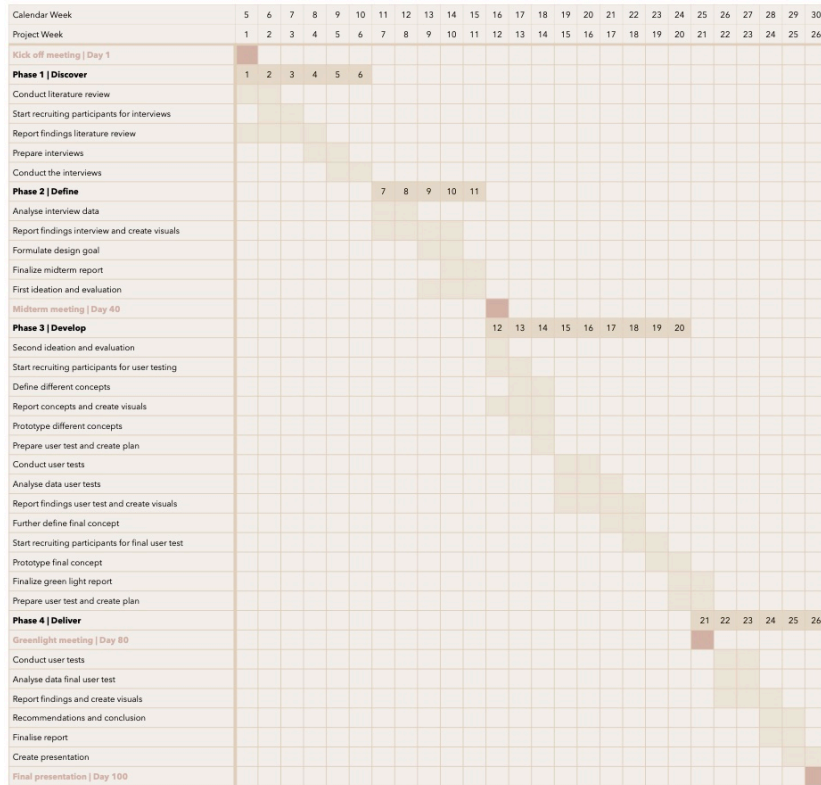 Calendar Week 5 6 7 8 9 10 11 12 13 14 15 16 17 18 19 20 21 22 23 24 25 26 27 28 29 30
Project Week 1 2 3 4 5 6 7 8 9 10 11 12 13 14 15 16 17 18 19 20 21 22 23 24 25 26
Kick off meeting | Day 1
Phase 1 | Discover 1 2 3 4 5 6
Conduct literature review
Start recruiting participants for interviews
Report findings literature review
Prepare interviews
Conduct the interviews
Phase 2 | Define 7 8 9 10 11
Analyse interview data
Report findings interview and create visuals
Formulate design goal
Finalize midterm report
First ideation and evaluation
Midterm meeting | Day 40
Phase 3 | Develop 12 13 14 15 16 17 18 19 20
Second ideation and evaluation
Start recruiting participants for user testing
Define different concepts
Report concepts and create visuals
Prototype different concepts
Prepare user test and create plan
Conduct user tests
Analyse data user tests
Report findings user test and create visuals
Further define final concept
Start recruiting participants for final user test
Prototype final concept
Finalize green light report
Prepare user test and create plan
Phase 4 | Deliver 21 22 23 24 25 26
Greenlight meeting | Day 80
Conduct user tests
Analyse data final user test
Report findings and create visuals
Recommendations and conclusion
Finalise report
Create presentation
Final presentation | Day 100